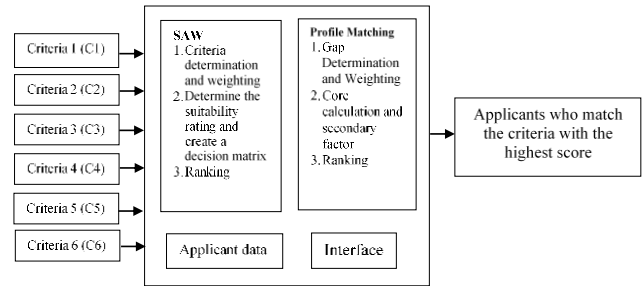 Criteria 1 (C1)
Criteria 2 (C2)
Criteria 3 (C3)
Criteria 4 (C4)
Criteria 5 (C5)
Criteria 6 (C6)
SAW
1. Criteria
determination
and weighting
2. Determine the
suitability
rating and
create a
decision matrix
3. Ranking
Profile Matching
1. Gap
Determination
and Weighting
2. Core
calculation and
secondary
factor
3. Ranking
Applicant data
Interface
Applicants who match
the criteria with the
highest score